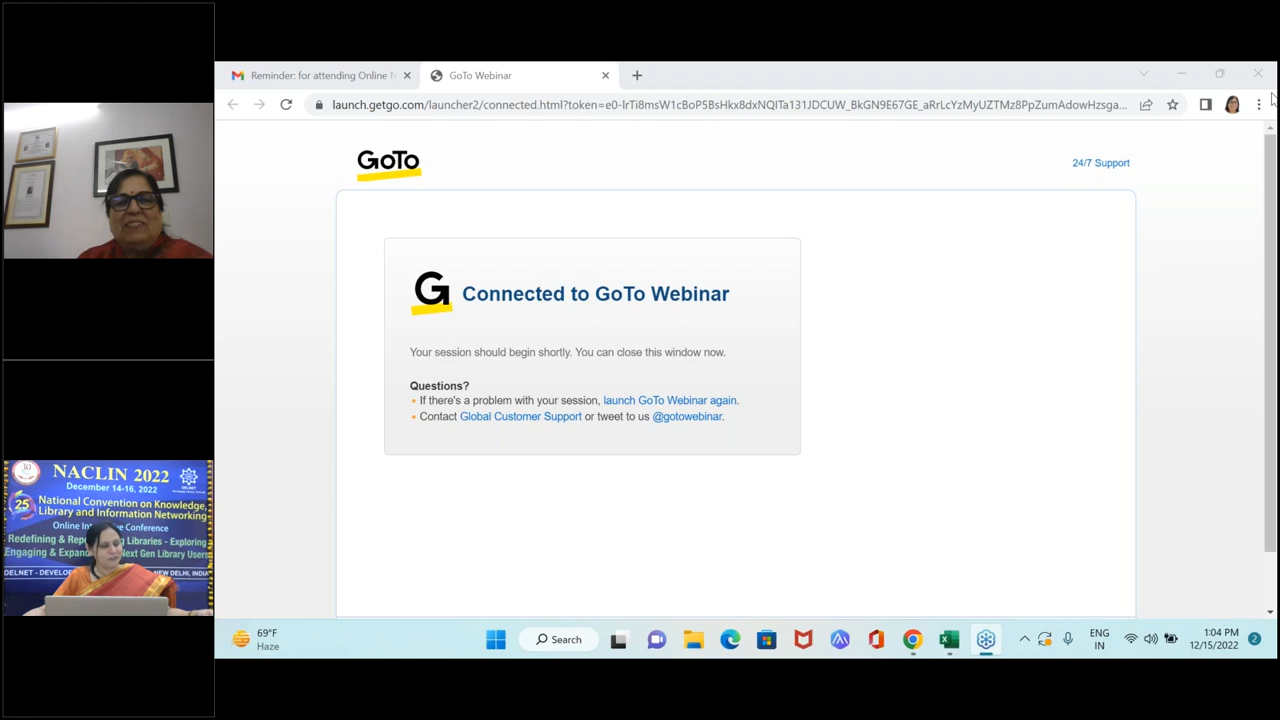 Reminder: for attending Online N
GoTo Webinar
launch.getgo.com/launcher2/connected.html?token=e0-lrTi8msW1cBoP5BsHkx8dxNQITa131JDCUW_BkGN9E67GE_aRrLcYzMyUZTMz8PpZumAdowHzsga...
GoTo
24/7 Support
G Connected to GoTo Webinar
Your session should begin shortly. You can close this window now.
Questions?
If there's a problem with your session, launch GoTo Webinar again.
Contact Global Customer Support or tweet to us @gotowebinar.
NACLIN 2022
December 14-16, 2022
DELNET
25
National Convention on Knowledge,
Library and Information Networking
Online Conference
Redefining & Libraries - Exploring
Engaging & Next Gen Library Users
DELNET - NEW DELHI, INDIA
69°F
Haze
Search
ENG
IN
1:04 PM
12/15/2022
2